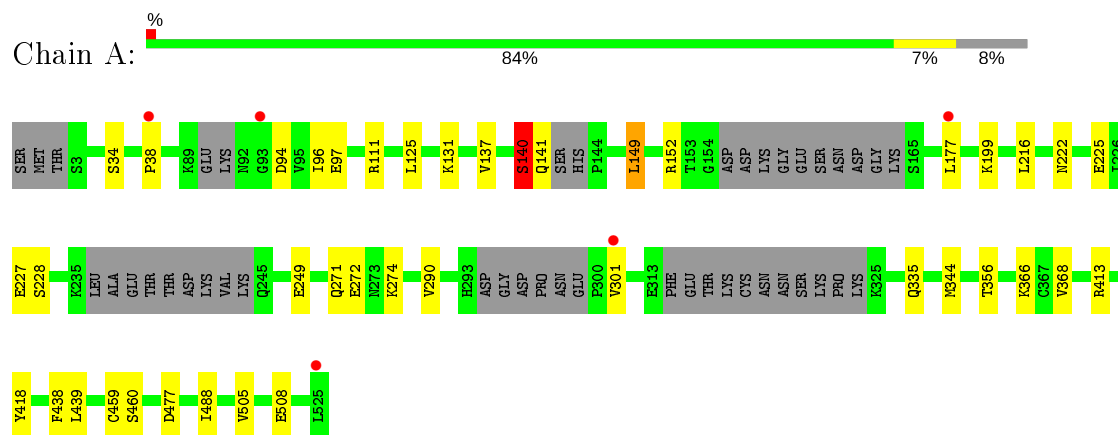 %
Chain A:
84% 7% 8%
SER MET THR S3 S34 P38 K89 GLU LYS N92 G93 D94 V95 I96 E97 R111 L125 K131 V137 S140 Q141 SER HIS P144 L149 R152 T153 G154 ASP ASP LYS GLY GLU SER ASN ASP GLY LYS S165 L177 K199 L216 N222 E225 I226
E227 S228 K235 LEU ALA GLU THR THR ASP LYS VAL LYS Q245 E249 Q271 E272 N273 K274 V290 H293 ASP GLY ASP PRO ASN GLU P300 V301 E313 PHE GLU THR LYS CYS ASN ASN SER LYS PRO LYS K325 Q335 M344 T356 K366 C367 V368 R413
Y418 F438 L439 C459 S460 D477 I488 V505 E508 L525